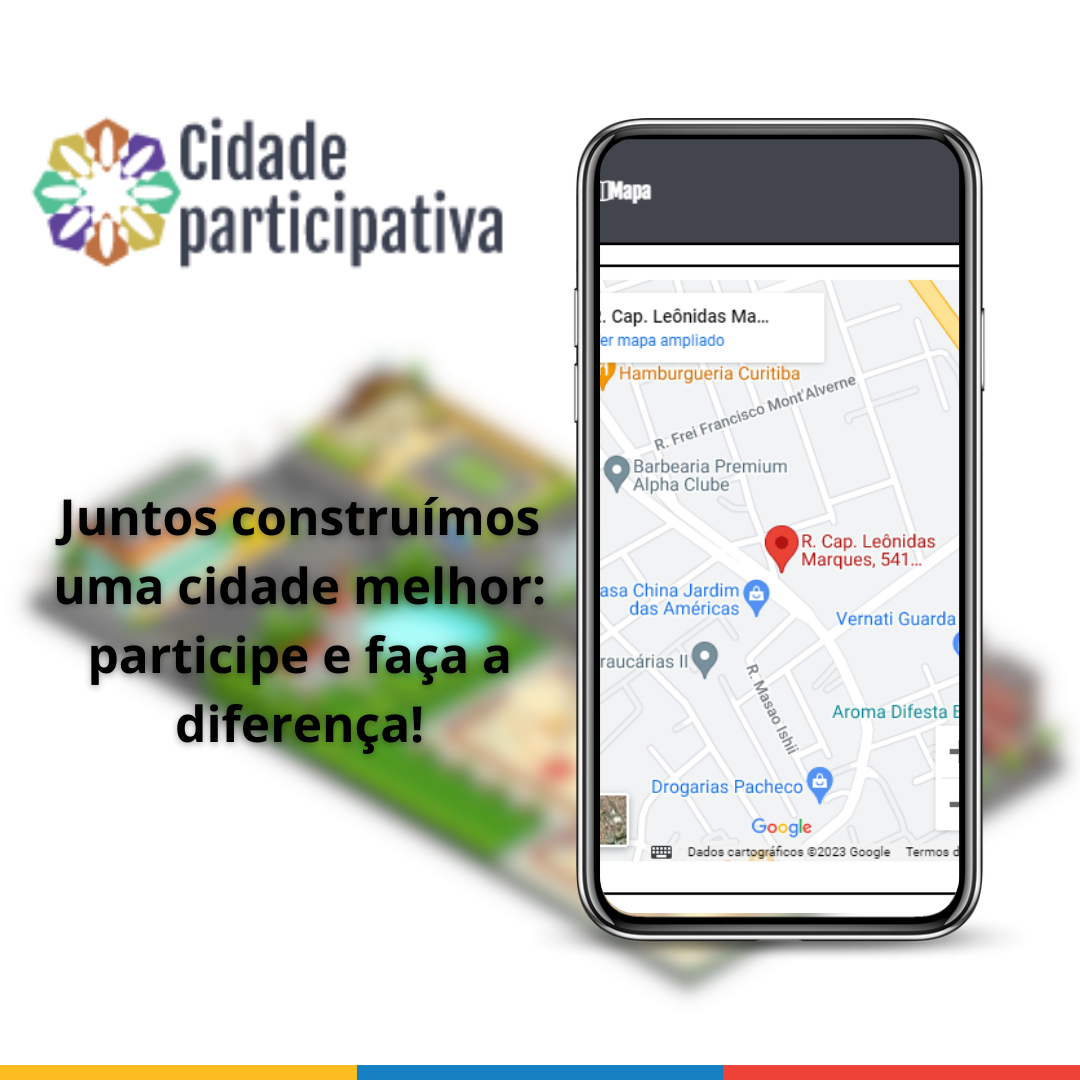 Cidade
participativa
Juntos construímos
uma cidade melhor:
participe e faça a
diferença!
Mapa
. Cap. Leônidas Ma...
er mapa ampliado
Hamburgueria Curitiba
R. Frei Francisco Mont'Alverne
Barbearia Premium
Alpha Clube
R. Cap. Leônidas
Marques, 541...
asa China Jardim
das Américas
Vernati Guarda
raucárias II
R. Masao Ishii
Aroma Difesta
Drogarias Pacheco
Google
Dados cartográficos ©2023 Google Termos d